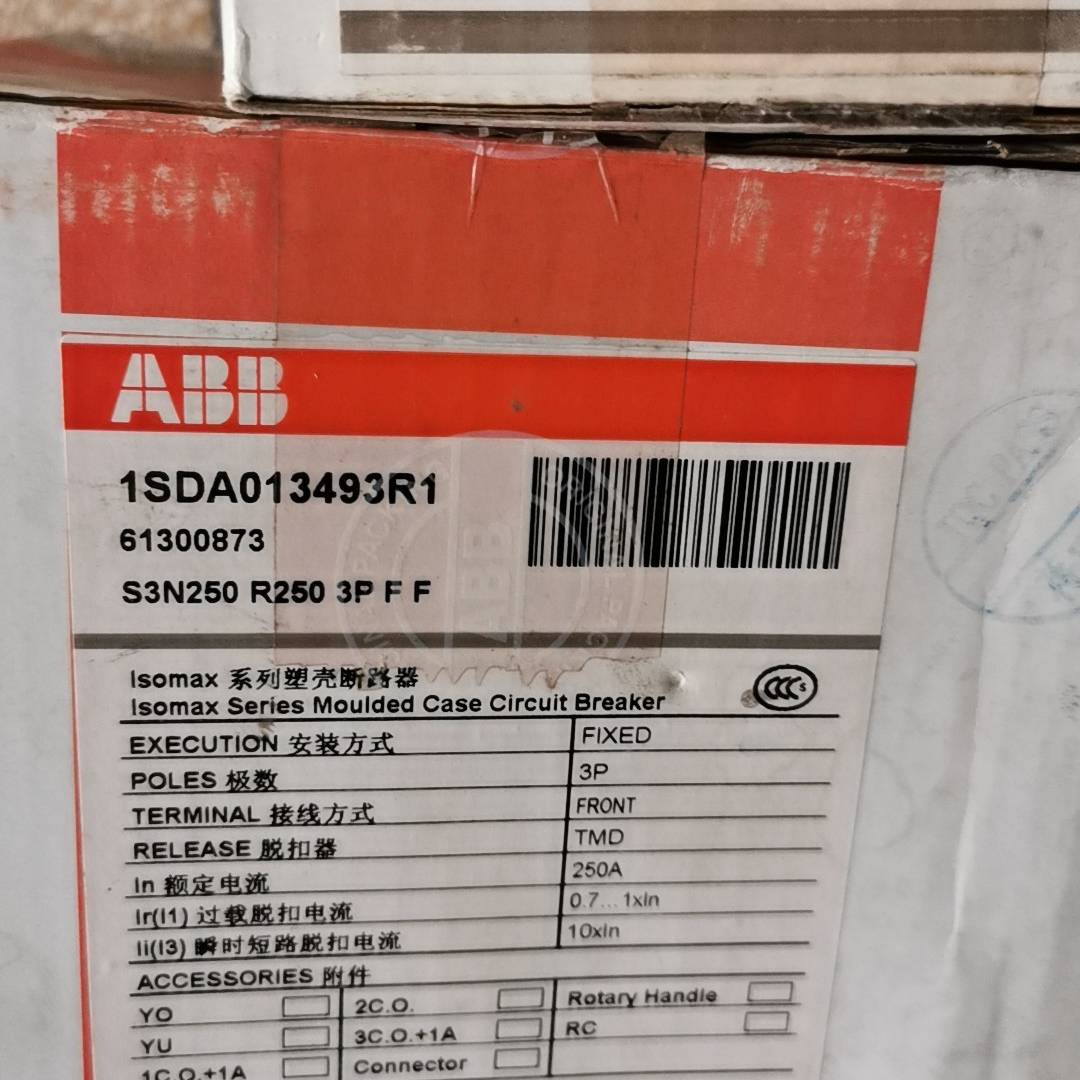 ABB
1SDA013493R1
61300873
S3N250 R250 3P F F
Isomax 系列塑壳断路器
Isomax Series Moulded Case Circuit Breaker
EXECUTION 安装方式 FIXED
POLES 极数 3P
TERMINAL 接线方式 FRONT
RELEASE 脱扣器 TMD
In 额定电流 250A
Ir(I1) 过载脱扣电流 0.7...1xIn
Ii(I3) 瞬时短路脱扣电流 10xIn
ACCESSORIES 附件
YO 2C.O. Rotary Handle
YU 3C.O.+1A RC
1C.O.+1A Connector
ABB
ABB